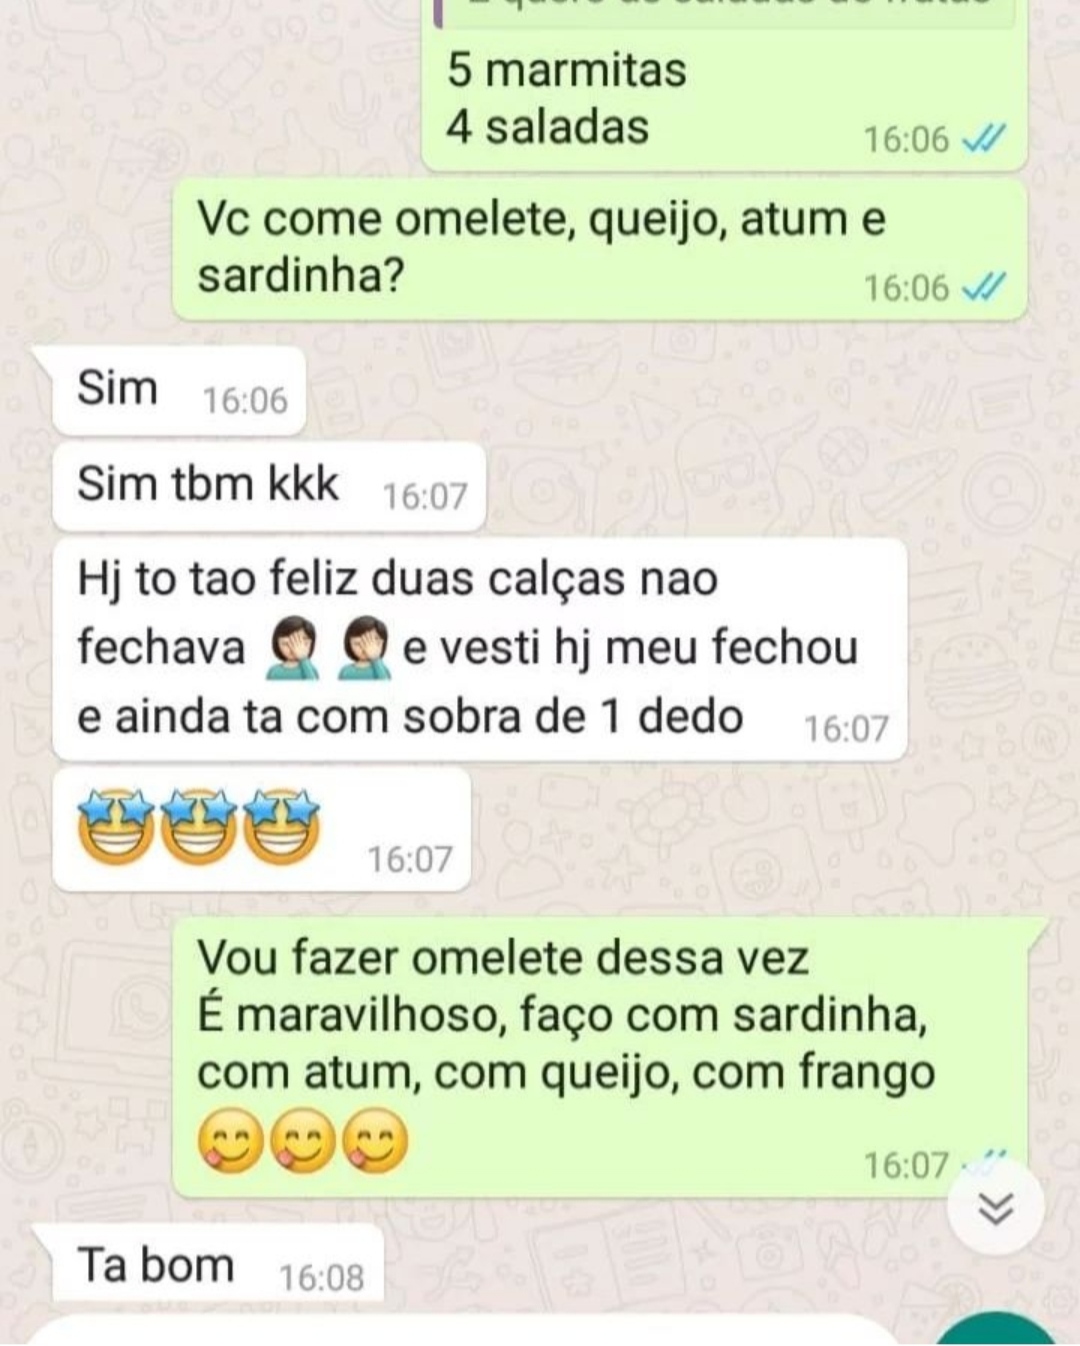 5 marmitas
4 saladas
16:06
Vc come omelete, queijo, atum e
sardinha?
16:06
Sim
16:06
Sim tbm kkk
16:07
Hj to tao feliz duas calças nao
fechava 🤦🏻‍♀️ 🤦🏻‍♀️ e vesti hj meu fechou
e ainda ta com sobra de 1 dedo
16:07
🤩🤩🤩
16:07
Vou fazer omelete dessa vez
É maravilhoso, faço com sardinha,
com atum, com queijo, com frango
😋😋😋
16:07
Ta bom
16:08